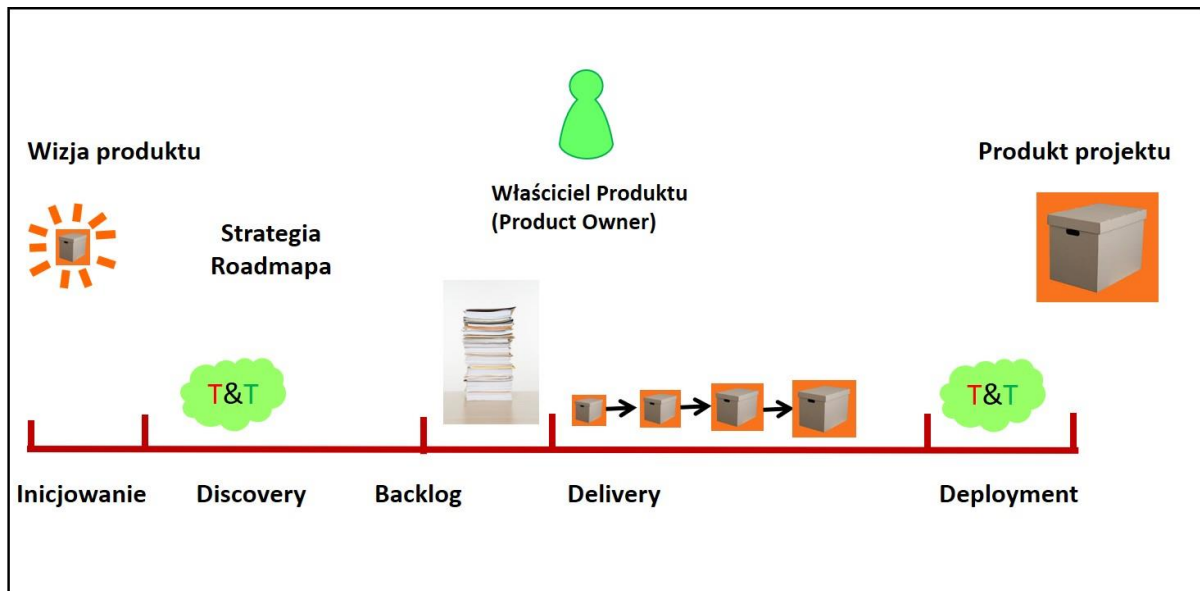 Wizja produktu
Strategia
Roadmapa
Właściciel Produktu
(Product Owner)
Produkt projektu
T&T
T&T
Inicjowanie
Discovery
Backlog
Delivery
Deployment